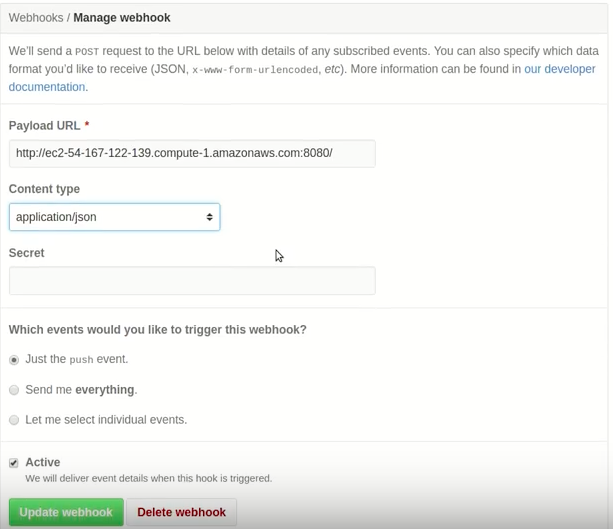 Webhooks / Manage webhook
We'll send a POST request to the URL below with details of any subscribed events. You can also specify which data
format you'd like to receive (JSON, x-www-form-urlencoded, etc). More information can be found in our developer
documentation.
Payload URL *
http://ec2-54-167-122-139.compute-1.amazonaws.com:8080/
Content type
application/json
Secret
Which events would you like to trigger this webhook?
Just the push event.
Send me everything.
Let me select individual events.
Active
We will deliver event details when this hook is triggered.
Update webhook Delete webhook